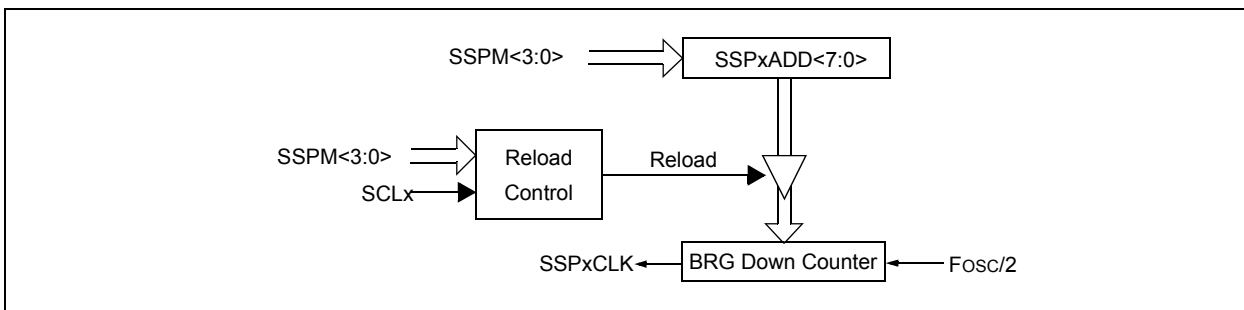 SSPM<3:0>
SSPxADD<7:0>
SSPM<3:0>
SCLx
Reload
Control
Reload
SSPxCLK
BRG Down Counter
FOSC/2